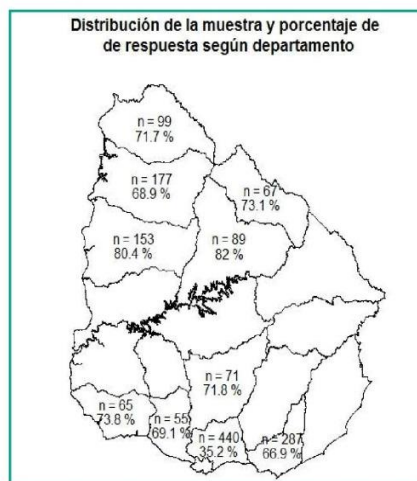 Distribución de la muestra y porcentaje de
de respuesta según departamento
n = 99
71.7 %
n = 177
68.9 %
n = 67
73.1 %
n = 153
80.4 %
n = 89
82 %
n = 71
71.8 %
n = 65
73.8 %
n = 55
69.1 %
n = 440
35.2 %
n = 287
66.9 %